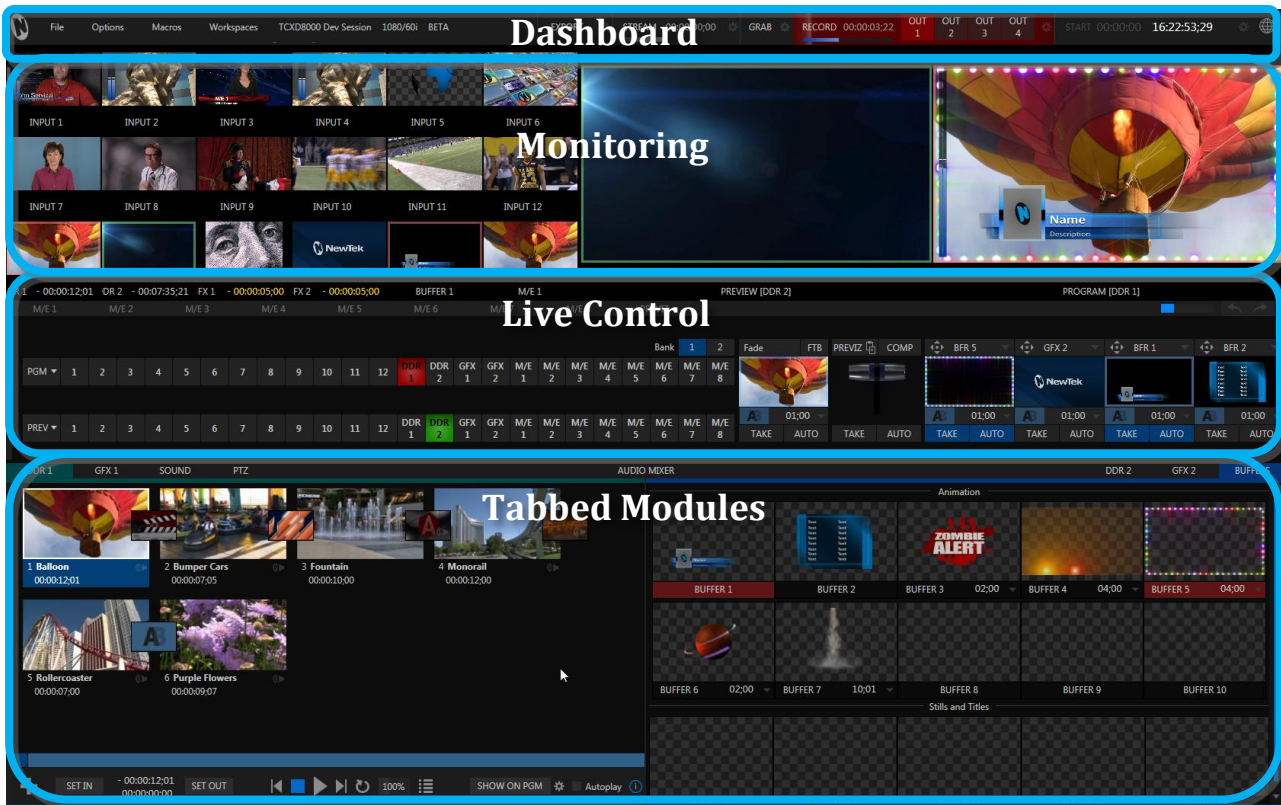 File Options Macros Workspaces TCXD8000 Dev Session 1080/60i BETA GRAB RECORD 00:00:03;22 OUT 1 OUT 2 OUT 3 OUT 4 START 00:00:00 16:22:53;29
Dashboard
INPUT 1 INPUT 2 INPUT 3 INPUT 4 INPUT 5 INPUT 6
Monitoring
INPUT 7 INPUT 8 INPUT 9 INPUT 10 INPUT 11 INPUT 12
Name
Description
NewTek
- 00:00:12;01 - 00:07:35;21 FX 1 - 00:00:05;00 FX 2 - 00:00:05;00 BUFFER 1 M/E 1 PREVIEW [DDR 2] PROGRAM [DDR 1]
M/E 1 M/E 2 M/E 3 M/E 4 M/E 5 M/E 6
Live Control
Bank 1 2 Fade FTB PREVIZ COMP BFR 5 GFX 2 BFR 1 BFR 2
PGM 1 2 3 4 5 6 7 8 9 10 11 12 DDR 1 DDR 2 GFX 1 GFX 2 M/E 1 M/E 2 M/E 3 M/E 4 M/E 5 M/E 6 M/E 7 M/E 8
NewTek
01;00 01;00 01;00 01;00 01;00
PREV 1 2 3 4 5 6 7 8 9 10 11 12 DDR 1 DDR 2 GFX 1 GFX 2 M/E 1 M/E 2 M/E 3 M/E 4 M/E 5 M/E 6 M/E 7 M/E 8
TAKE AUTO TAKE AUTO TAKE AUTO TAKE AUTO TAKE AUTO TAKE AUTO
DDR 1 GFX 1 SOUND PTZ AUDIO MIXER DDR 2 GFX 2
Tabbed Modules
Animation
ZOMBIE
ALERT
1 Balloon 2 Bumper Cars 3 Fountain 4 Monorail
00:00:12;01 00:00:07;05 00:00:10;00 00:00:12;00
BUFFER 1 BUFFER 2 BUFFER 3 02;00 BUFFER 4 04;00 BUFFER 5 04;00
5 Rollercoaster 6 Purple Flowers
00:00:07;00 00:00:09;07
BUFFER 6 02;00 BUFFER 7 10;01 BUFFER 8 BUFFER 9 BUFFER 10
Stills and Titles
SET IN - 00:00:12;01 SET OUT 100% SHOW ON PGM Autoplay
00:00:00;00